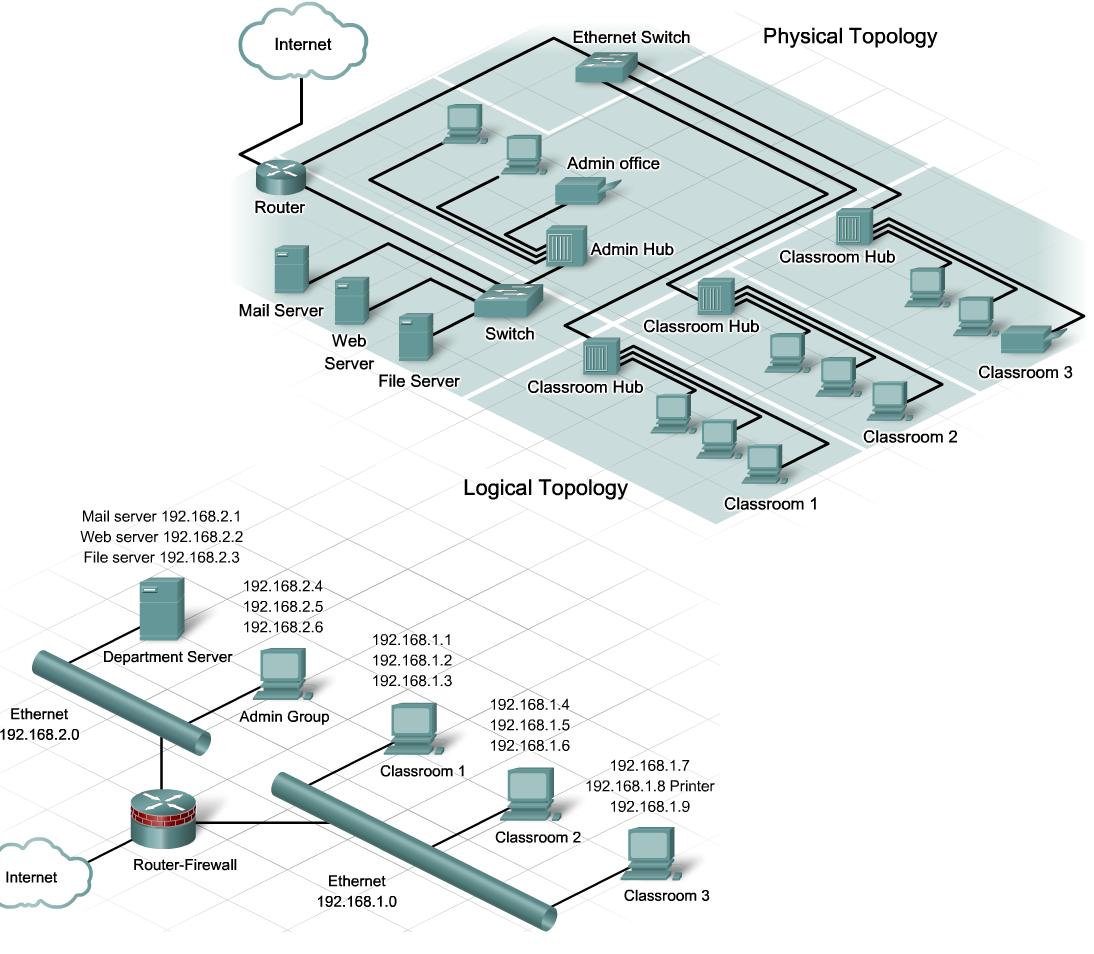 Internet
Ethernet Switch
Physical Topology
Admin office
Router
Classroom Hub
Admin Hub
Mail Server
Web
Server
File Server
Switch
Classroom Hub
Classroom Hub
Classroom 3
Classroom 2
Classroom 1
Logical Topology
Mail server 192.168.2.1
Web server 192.168.2.2
File server 192.168.2.3
Department Server
192.168.2.4
192.168.2.5
192.168.2.6
Admin Group
Ethernet
192.168.2.0
192.168.1.1
192.168.1.2
192.168.1.3
Classroom 1
192.168.1.4
192.168.1.5
192.168.1.6
Classroom 2
192.168.1.7
192.168.1.8 Printer
192.168.1.9
Classroom 3
Router-Firewall
Internet
Ethernet
192.168.1.0